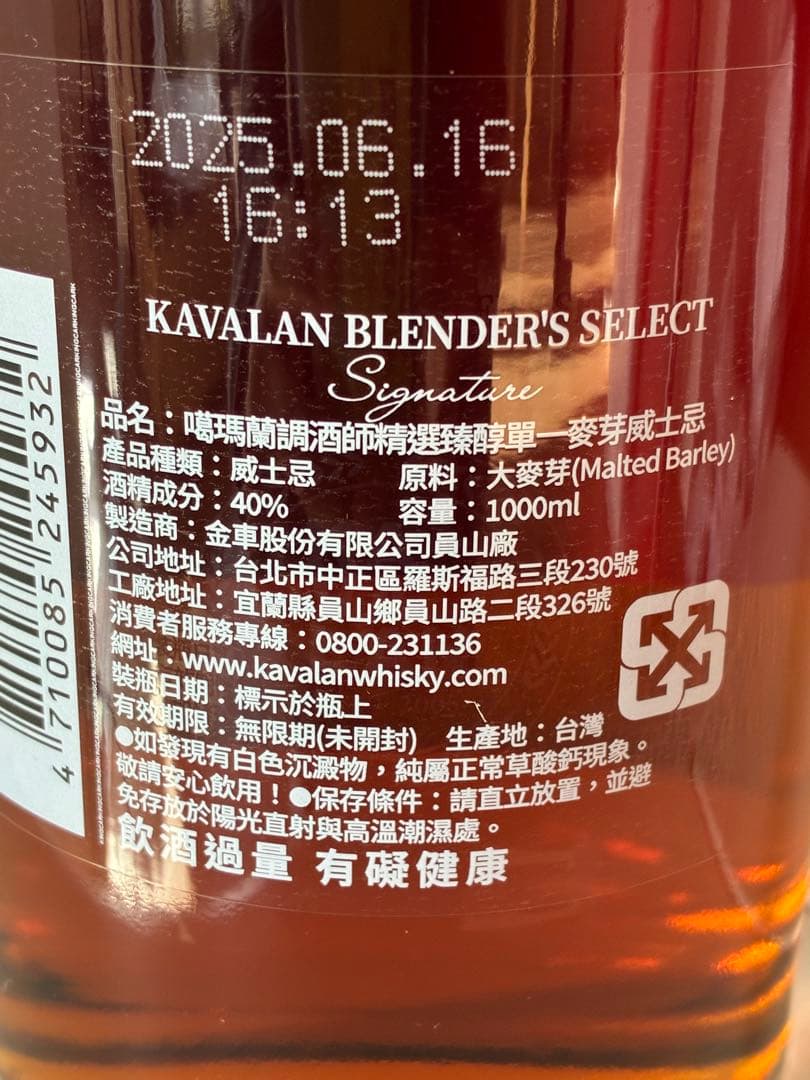 2025.06.16
16:13
KAVALAN BLENDER'S SELECT
Signature
品名：噶瑪蘭調酒師精選臻醇單一麥芽威士忌
產品種類：威士忌 原料：大麥芽(Malted Barley)
酒精成分：40% 容量：1000ml
製造商：金車股份有限公司員山廠
公司地址：台北市中正區羅斯福路三段230號
工廠地址：宜蘭縣員山鄉員山路二段326號
消費者服務專線：0800-231136
網址：www.kavalanwhisky.com
裝瓶日期：標示於瓶上
有效期限：無限期(未開封) 生產地：台灣
●如發現有白色沉澱物，純屬正常草酸鈣現象。
敬請安心飲用！●保存條件：請直立放置，並避
免存放於陽光直射與高溫潮濕處。
飲酒過量 有礙健康
4 710085 245932